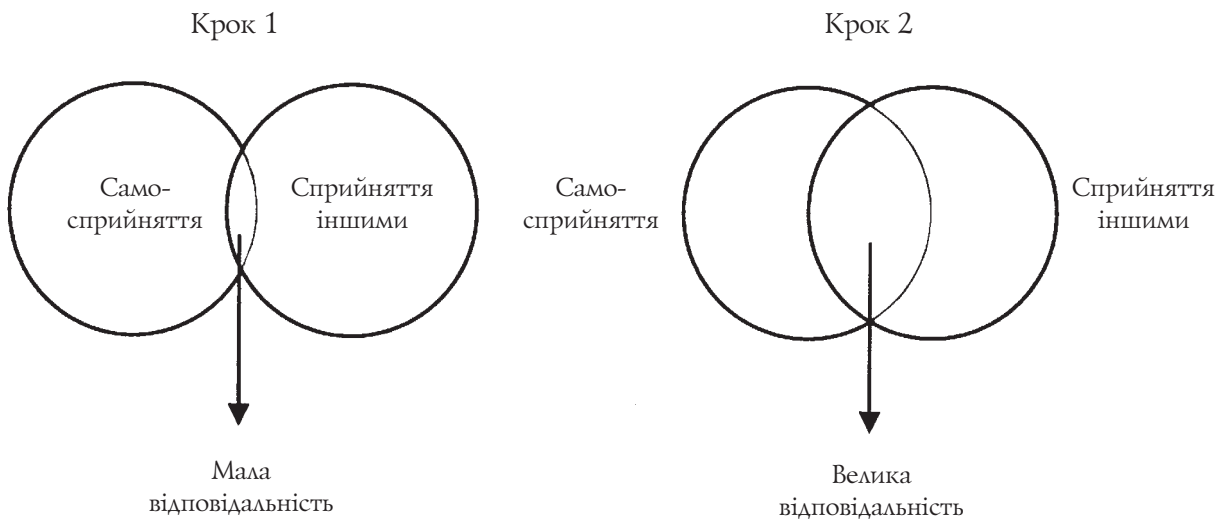 Крок 1
Само-
сприйняття
Сприйняття
іншими
Мала
відповідальність
Крок 2
Само-
сприйняття
Сприйняття
іншими
Велика
відповідальність